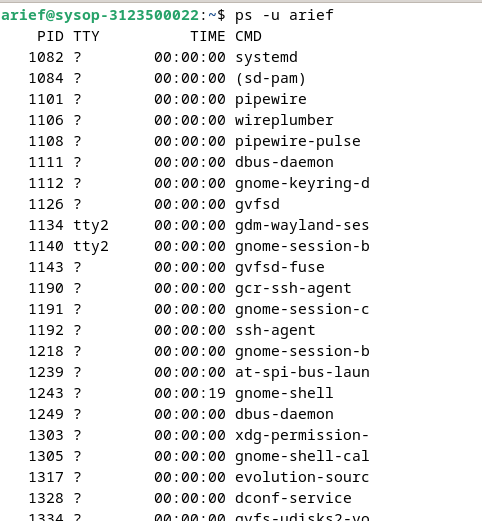 arief@sysop-3123500022:~$ ps -u arief
    PID TTY          TIME CMD
   1082 ?        00:00:00 systemd
   1084 ?        00:00:00 (sd-pam)
   1101 ?        00:00:00 pipewire
   1106 ?        00:00:00 wireplumber
   1108 ?        00:00:00 pipewire-pulse
   1111 ?        00:00:00 dbus-daemon
   1112 ?        00:00:00 gnome-keyring-d
   1126 ?        00:00:00 gvfsd
   1134 tty2     00:00:00 gdm-wayland-ses
   1140 tty2     00:00:00 gnome-session-b
   1143 ?        00:00:00 gvfsd-fuse
   1190 ?        00:00:00 gcr-ssh-agent
   1191 ?        00:00:00 gnome-session-c
   1192 ?        00:00:00 ssh-agent
   1218 ?        00:00:00 gnome-session-b
   1239 ?        00:00:00 at-spi-bus-laun
   1243 ?        00:00:19 gnome-shell
   1249 ?        00:00:00 dbus-daemon
   1303 ?        00:00:00 xdg-permission-
   1305 ?        00:00:00 gnome-shell-cal
   1317 ?        00:00:00 evolution-sourc
   1328 ?        00:00:00 dconf-service
   1334 ?        00:00:00 gvfs-udisks2-vo